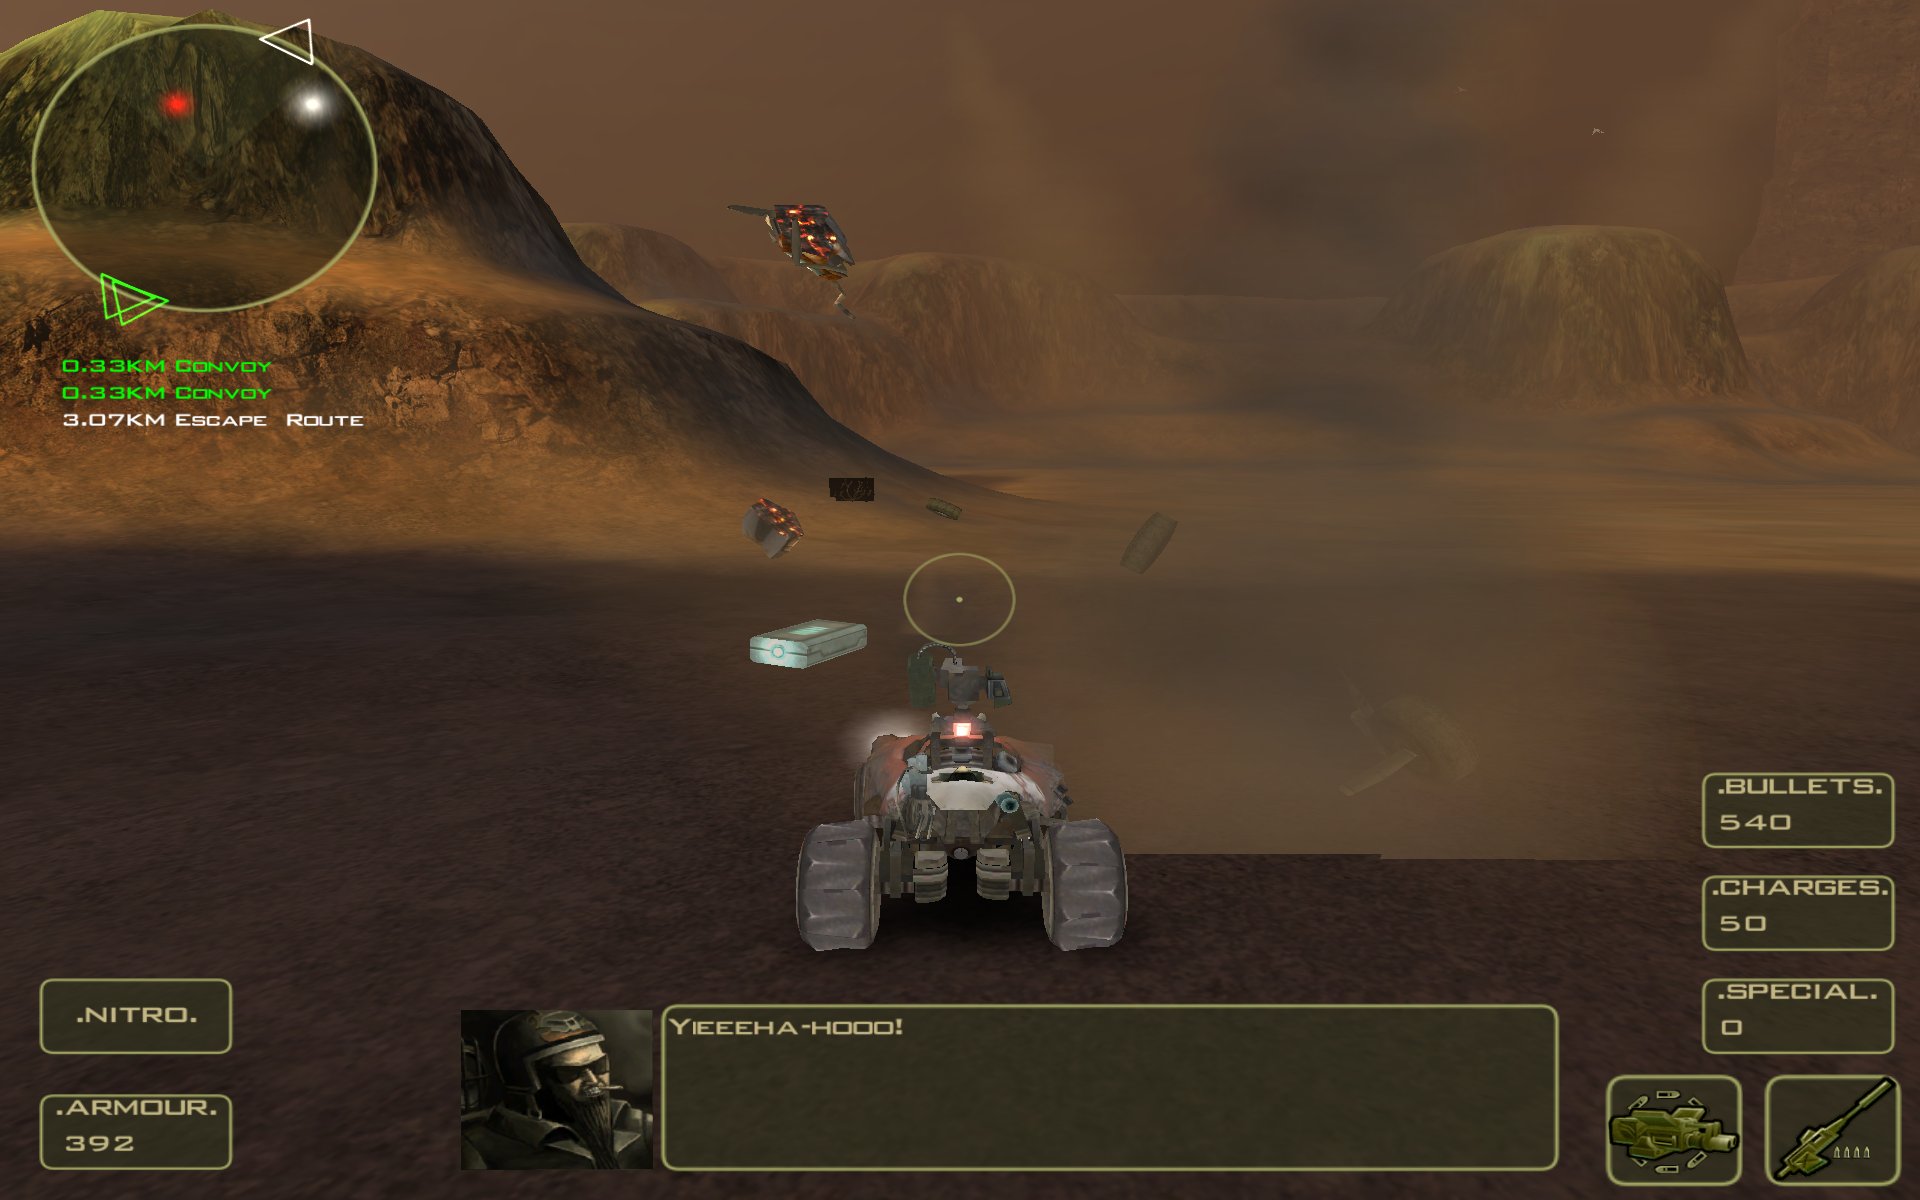 0.33KM Convoy
0.33KM Convoy
3.07KM Escape Route
.BULLETS.
540
.CHARGES.
50
.SPECIAL.
0
.NITRO.
.ARMOUR.
392
Yieeeha-hooo!